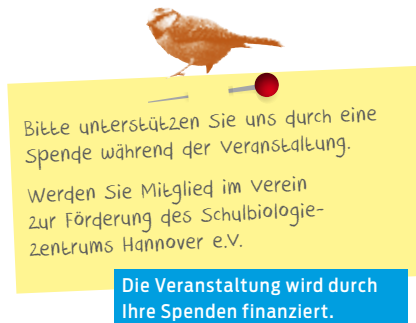 Bitte unterstützen Sie uns durch eine
Spende während der Veranstaltung.
Werden Sie Mitglied im Verein
zur Förderung des Schulbiologie-
zentrums Hannover e.V.
Die Veranstaltung wird durch
Ihre Spenden finanziert.